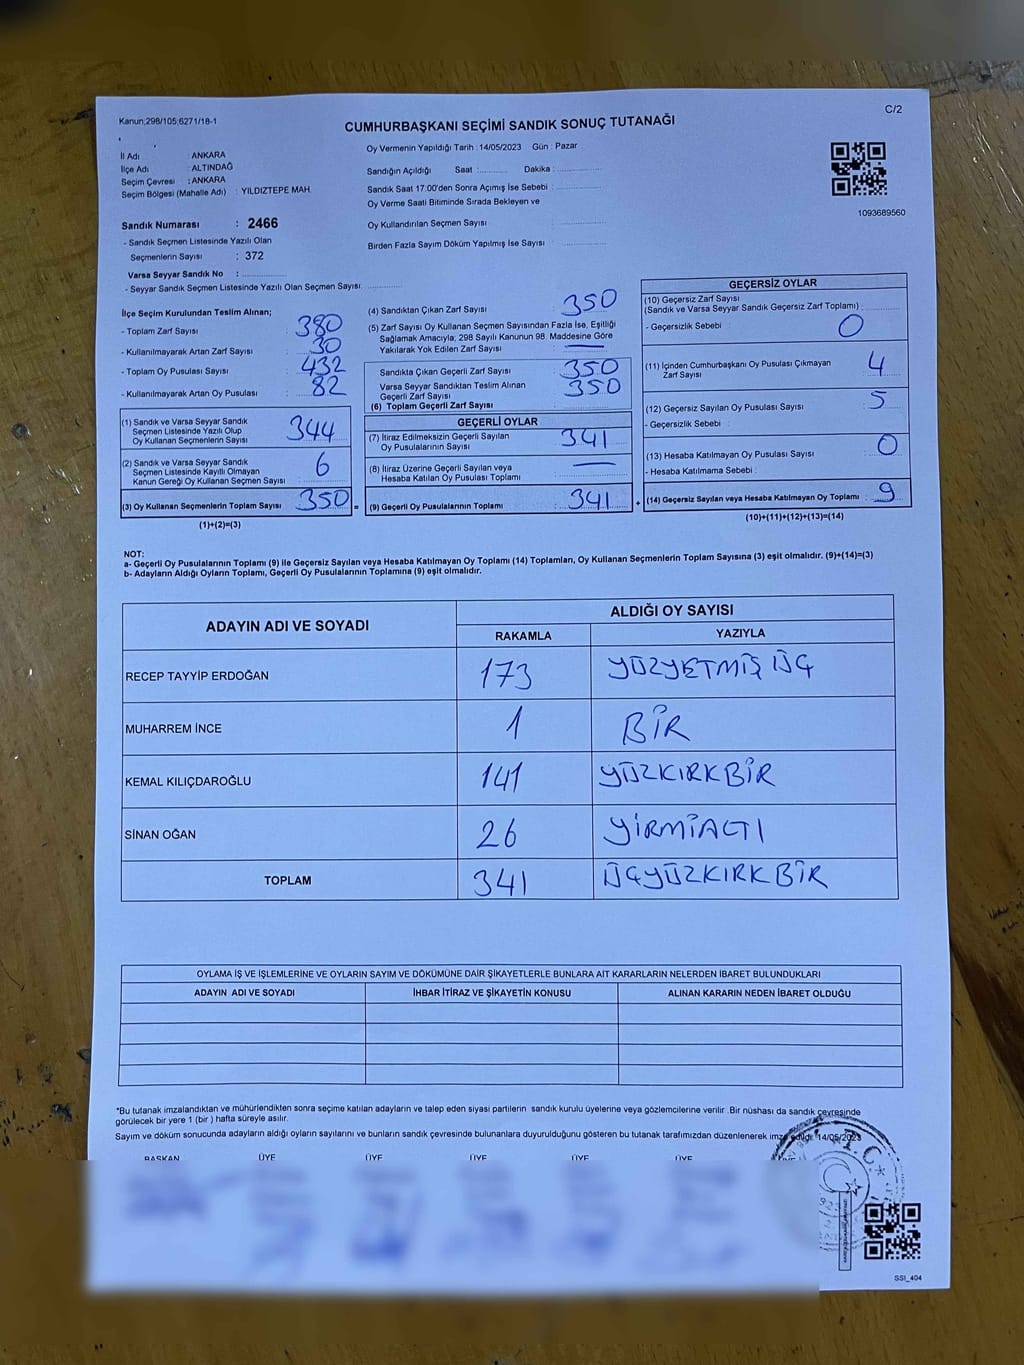 Kanun;298/105;6271/18-1
C/2
CUMHURBAŞKANI SEÇİMİ SANDIK SONUÇ TUTANAĞI
İl Adı : ANKARA
İlçe Adı : ALTINDAĞ
Seçim Çevresi : ANKARA
Seçim Bölgesi (Mahalle Adı) : YILDIZTEPE MAH.
Oy Vermenin Yapıldığı Tarih : 14/05/2023 Gün : Pazar
Sandığın Açıldığı Saat :.......... Dakika :..............
Sandık Saat 17.00'den Sonra Açımış İse Sebebi :..............
Oy Verme Saati Bitiminde Sırada Bekleyen ve
Oy Kullandırılan Seçmen Sayısı ..............
Birden Fazla Sayım Döküm Yapılmış İse Sayısı ..............
1093689560
Sandık Numarası : 2466
- Sandık Seçmen Listesinde Yazılı Olan
Seçmenlerin Sayısı : 372
Varsa Seyyar Sandık No : ..............
- Seyyar Sandık Seçmen Listesinde Yazılı Olan Seçmen Sayısı: ..............
İlçe Seçim Kurulundan Teslim Alınan;
- Toplam Zarf Sayısı : 380
- Kullanılmayarak Artan Zarf Sayısı : 30
- Toplam Oy Pusulası Sayısı : 432
- Kullanılmayarak Artan Oy Pusulası : 82
(1) Sandık ve Varsa Seyyar Sandık
Seçmen Listesinde Yazılı Olup
Oy Kullanan Seçmenlerin Sayısı : 344
(2) Sandık ve Varsa Seyyar Sandık
Seçmen Listesinde Kayıtlı Olmayan
Kanun Gereği Oy Kullanan Seçmen Sayısı : 6
(3) Oy Kullanan Seçmenlerin Toplam Sayısı : 350 =
(1)+(2)=(3)
(4) Sandıktan Çıkan Zarf Sayısı : 350
(5) Zarf Sayısı Oy Kullanan Seçmen Sayısından Fazla İse, Eşitliği
Sağlamak Amacıyla; 298 Sayılı Kanunun 98. Maddesine Göre
Yakılarak Yok Edilen Zarf Sayısı : —
Sandıkta Çıkan Geçerli Zarf Sayısı : 350
Varsa Seyyar Sandıktan Teslim Alınan
Geçerli Zarf Sayısı : 350
(6) Toplam Geçerli Zarf Sayısı
GEÇERLİ OYLAR
(7) İtiraz Edilmeksizin Geçerli Sayılan
Oy Pusulalarının Sayısı : 341
(8) İtiraz Üzerine Geçerli Sayılan veya
Hesaba Katılan Oy Pusulası Toplamı : —
(9) Geçerli Oy Pusulalarının Toplamı : 341 +
GEÇERSİZ OYLAR
(10) Geçersiz Zarf Sayısı
(Sandık ve Varsa Seyyar Sandık Geçersiz Zarf Toplamı) :
- Geçersizlik Sebebi : 0
(11) İçinden Cumhurbaşkanı Oy Pusulası Çıkmayan
Zarf Sayısı : 4
(12) Geçersiz Sayılan Oy Pusulası Sayısı : 5
- Geçersizlik Sebebi :
(13) Hesaba Katılmayan Oy Pusulası Sayısı : 0
- Hesaba Katılmama Sebebi :
(14) Geçersiz Sayılan veya Hesaba Katılmayan Oy Toplamı : 9
(10)+(11)+(12)+(13)=(14)
NOT:
a- Geçerli Oy Pusulalarının Toplamı (9) ile Geçersiz Sayılan veya Hesaba Katılmayan Oy Toplamı (14) Toplamları, Oy Kullanan Seçmenlerin Toplam Sayısına (3) eşit olmalıdır. (9)+(14)=(3)
b- Adayların Aldığı Oyların Toplamı, Geçerli Oy Pusulalarının Toplamına (9) eşit olmalıdır.
ADAYIN ADI VE SOYADI
ALDIĞI OY SAYISI
RAKAMLA YAZIYLA
RECEP TAYYİP ERDOĞAN 173 YÜZYETMİŞ ÜÇ
MUHARREM İNCE 1 BİR
KEMAL KILIÇDAROĞLU 141 YÜZKIRKBİR
SİNAN OĞAN 26 YİRMİALTI
TOPLAM 341 ÜÇYÜZKIRKBİR
OYLAMA İŞ VE İŞLEMLERİNE VE OYLARIN SAYIM VE DÖKÜMÜNE DAİR ŞİKAYETLERLE BUNLARA AİT KARARLARIN NELERDEN İBARET BULUNDUKLARI
ADAYIN ADI VE SOYADI İHBAR İTİRAZ VE ŞİKAYETİN KONUSU ALINAN KARARIN NEDEN İBARET OLDUĞU
*Bu tutanak imzalandıktan ve mühürlendikten sonra seçime katılan adayların ve talep eden siyasi partilerin sandık kurulu üyelerine veya gözlemcilerine verilir .Bir nüshası da sandık çevresinde
görülecek bir yere 1 (bir ) hafta süreyle asılır.
Sayım ve döküm sonucunda adayların aldığı oyların sayılarını ve bunların sandık çevresinde bulunanlara duyurulduğunu gösteren bu tutanak tarafımızdan düzenlenerek imza edildi. 14/05/2023
BAŞKAN ÜYE ÜYE ÜYE ÜYE ÜYE
T.C.
SSI_404